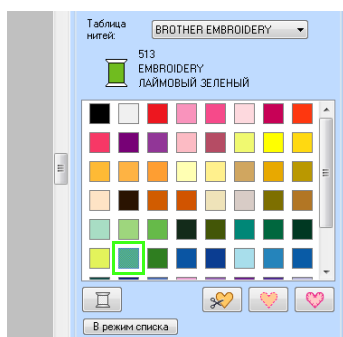 Таблица
нитей:
BROTHER EMBROIDERY
513
EMBROIDERY
ЛАЙМОВЫЙ ЗЕЛЕНЫЙ
В режим списка